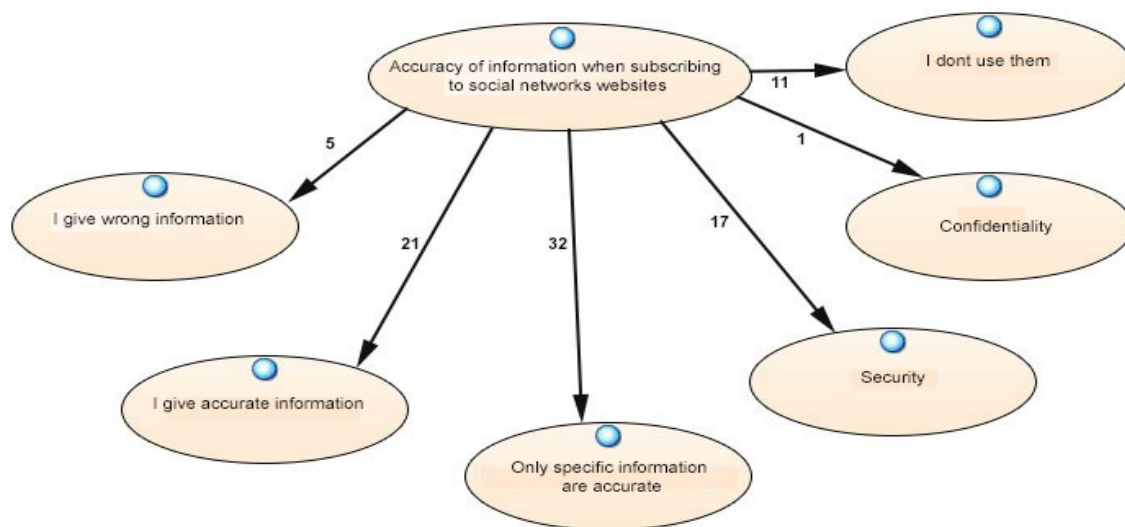 Accuracy of information when subscribing
to social networks websites
I dont use them
11
5
1
I give wrong information
Confidentiality
21
32
17
I give accurate information
Security
Only specific information
are accurate